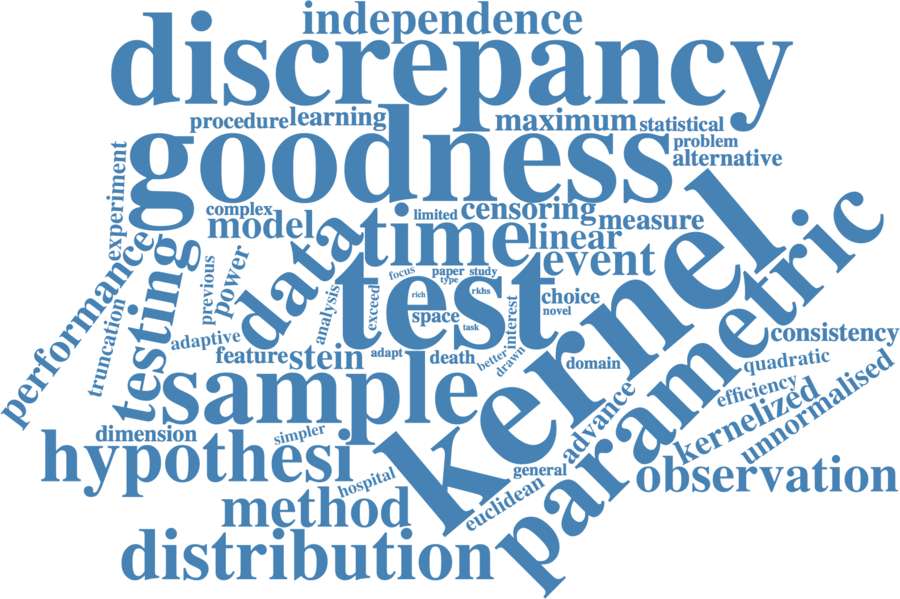 independence
discrepancy
procedure
learning
maximum
statistical
goodness
problem
alternative
experiment
complex
model
limited
censoring
measure
time
linear
event
data
performance
testing
previous
power
focus
paper
study
type
test
rich
rkhs
kernel
parametric
truncation
analysis
exceed
space
task
interest
choice
novel
adaptive
feature
stein
adapt
death
better
drawn
domain
consistency
quadratic
sample
efficiency
kernelized
unnormalised
dimension
simpler
advance
hypothesi
hospital
general
euclidean
observation
method
distribution